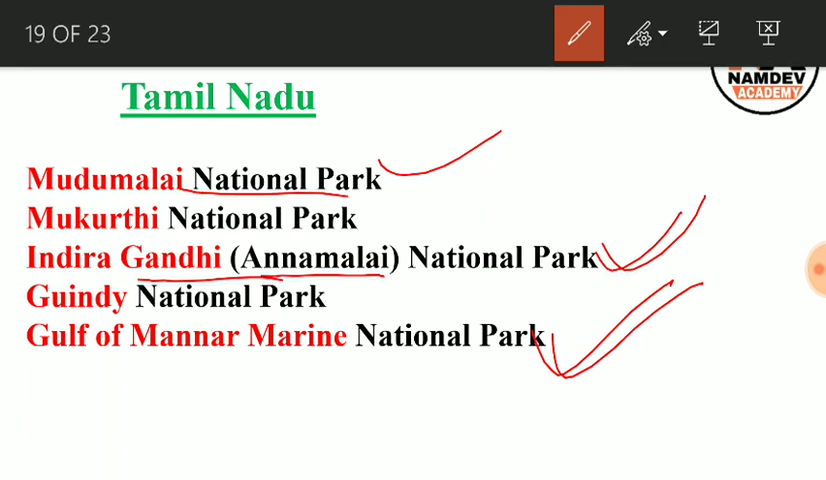 19 OF 23
NAMDEV
ACADEMY
Tamil Nadu
Mudumalai National Park
Mukurthi National Park
Indira Gandhi (Annamalai) National Park
Guindy National Park
Gulf of Mannar Marine National Park